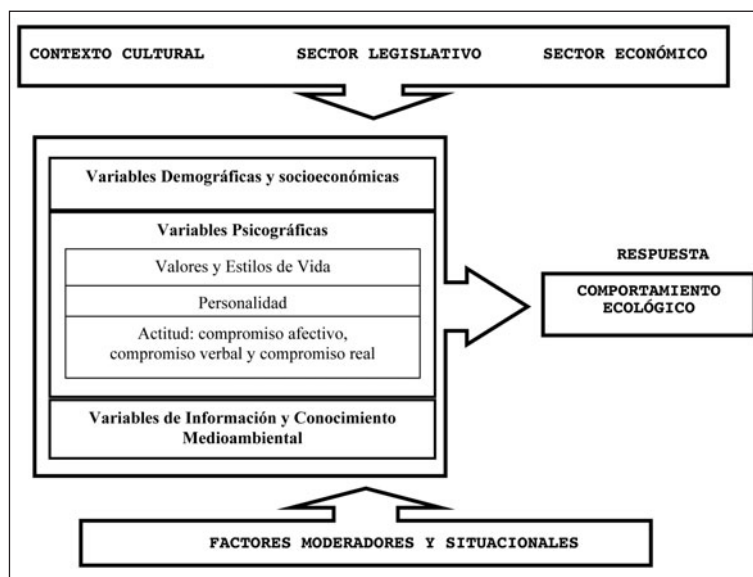 CONTEXTO CULTURAL SECTOR LEGISLATIVO SECTOR ECONÓMICO
Variables Demográficas y socioeconómicas
Variables Psicográficas
Valores y Estilos de Vida
Personalidad
Actitud: compromiso afectivo,
compromiso verbal y compromiso real
Variables de Información y Conocimiento
Medioambiental
RESPUESTA
COMPORTAMIENTO
ECOLÓGICO
FACTORES MODERADORES Y SITUACIONALES